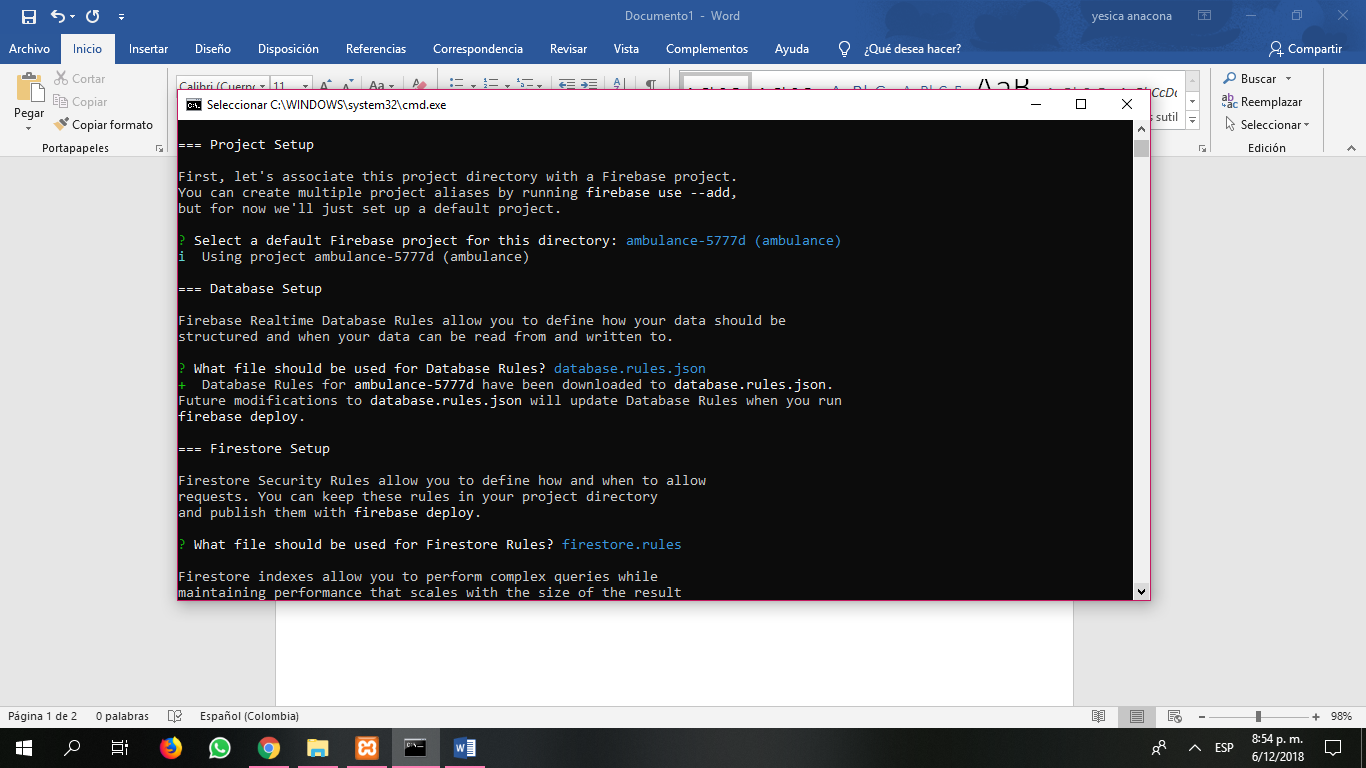 Documento1 - Word
yesica anacona
Archivo Inicio Insertar Diseño Disposición Referencias Correspondencia Revisar Vista Complementos Ayuda ¿Qué desea hacer? Compartir
Pegar
Cortar
Copiar
Copiar formato
Portapapeles
11
Aa
Buscar
Reemplazar
Seleccionar
Edición
sutil
Seleccionar C:\WINDOWS\system32\cmd.exe
=== Project Setup
First, let's associate this project directory with a Firebase project.
You can create multiple project aliases by running firebase use --add,
but for now we'll just set up a default project.
? Select a default Firebase project for this directory: ambulance-5777d (ambulance)
i Using project ambulance-5777d (ambulance)
=== Database Setup
Firebase Realtime Database Rules allow you to define how your data should be
structured and when your data can be read from and written to.
? What file should be used for Database Rules? database.rules.json
+ Database Rules for ambulance-5777d have been downloaded to database.rules.json.
Future modifications to database.rules.json will update Database Rules when you run
firebase deploy.
=== Firestore Setup
Firestore Security Rules allow you to define how and when to allow
requests. You can keep these rules in your project directory
and publish them with firebase deploy.
? What file should be used for Firestore Rules? firestore.rules
Firestore indexes allow you to perform complex queries while
maintaining performance that scales with the size of the result
Página 1 de 2 0 palabras Español (Colombia) 98%
ESP
8:54 p. m.
6/12/2018